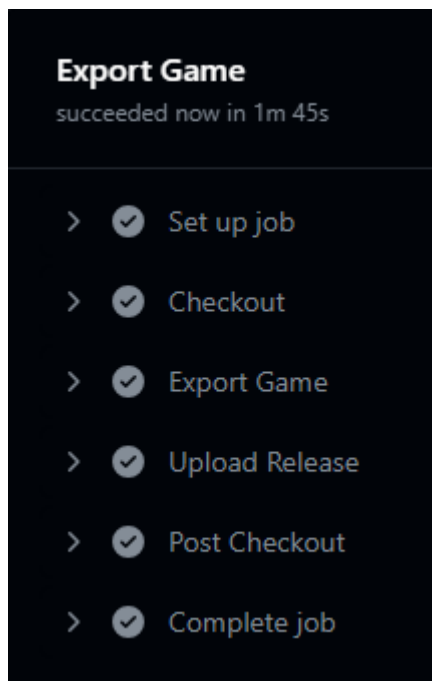 Export Game
succeeded now in 1m 45s
Set up job
Checkout
Export Game
Upload Release
Post Checkout
Complete job